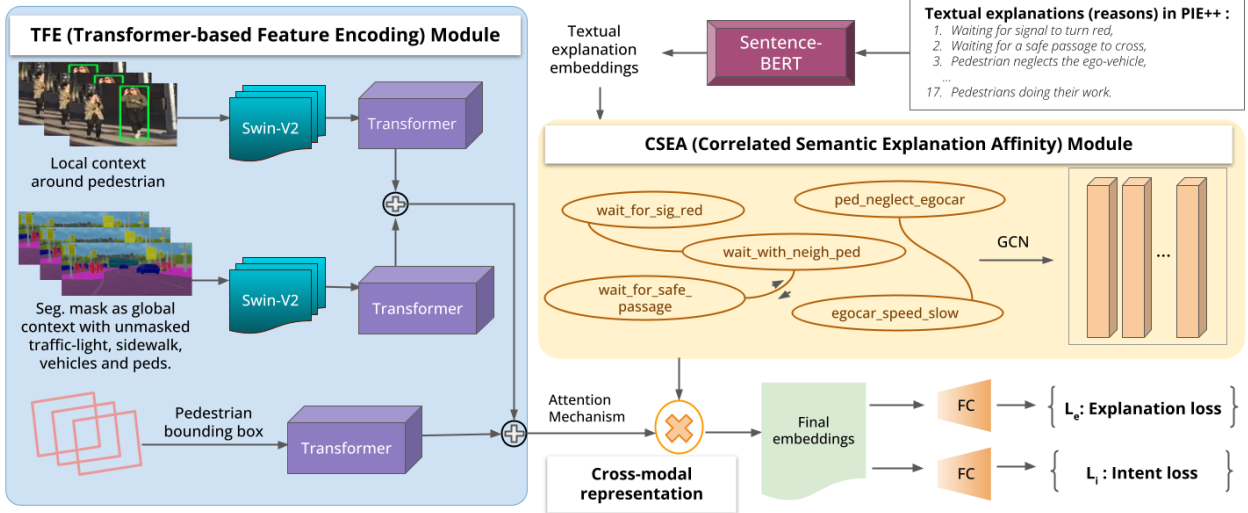 TFE (Transformer-based Feature Encoding) Module
Swin-V2
Transformer
Local context
around pedestrian
Swin-V2
Transformer
Seg. mask as global
context with unmasked
traffic-light, sidewalk,
vehicles and peds.
Pedestrian
bounding box
Transformer
Textual
explanation
embeddings
Sentence-
BERT
Textual explanations (reasons) in PIE++ :
1. Waiting for signal to turn red,
2. Waiting for a safe passage to cross,
3. Pedestrian neglects the ego-vehicle,
...
17. Pedestrians doing their work.
CSEA (Correlated Semantic Explanation Affinity) Module
wait_for_sig_red
ped_neglect_egocar
wait_with_neigh_ped
wait_for_safe_
passage
egocar_speed_slow
GCN
...
Attention
Mechanism
Cross-modal
representation
Final
embeddings
FC
Le: Explanation loss
FC
Li : Intent loss